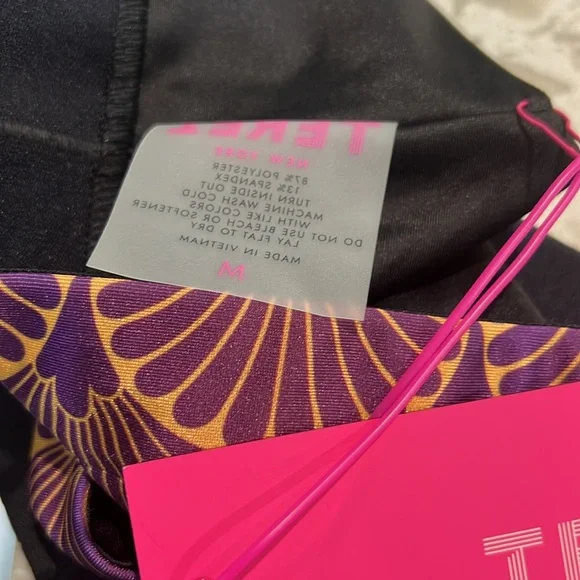 TEREZ
NEW YORK
87% POLYESTER
13% SPANDEX
TURN INSIDE OUT
MACHINE WASH COLD
WITH LIKE COLORS
DO NOT USE BLEACH OR SOFTENER
LAY FLAT TO DRY
MADE IN VIETNAM
M
TE